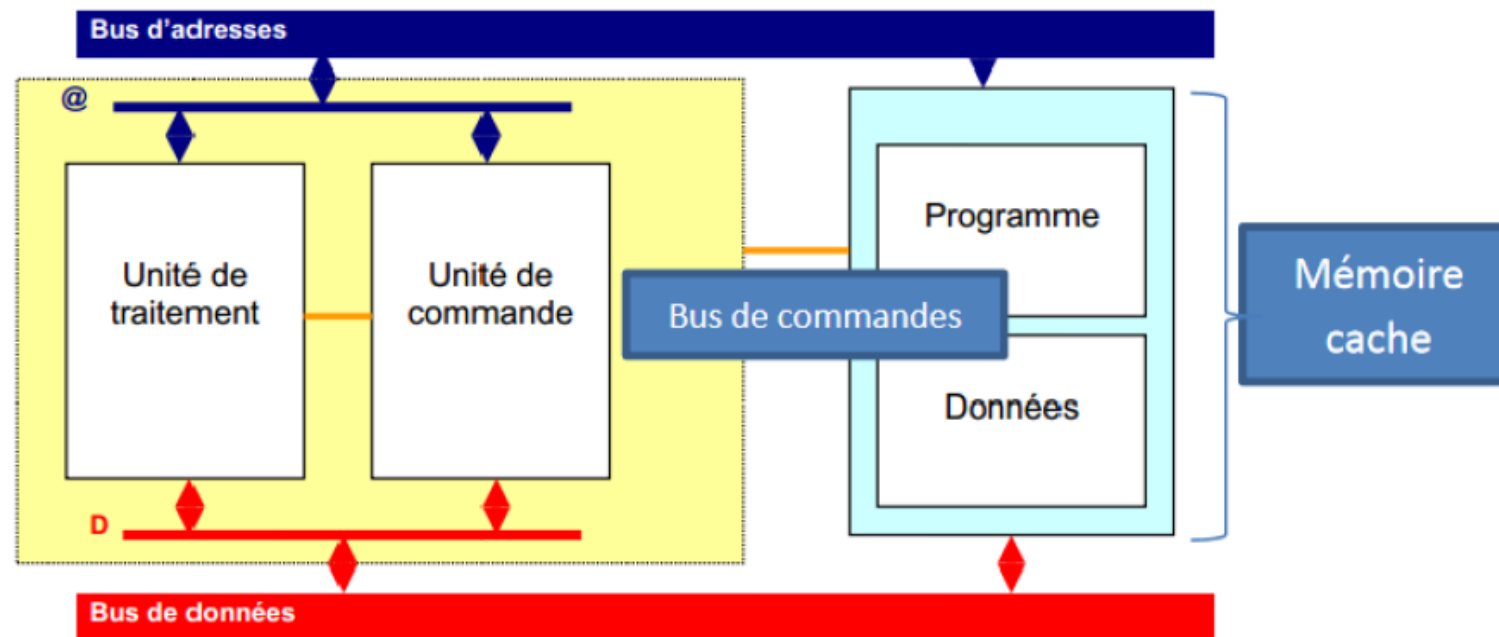 Bus d'adresses
@
Unité de
traitement
Unité de
commande
Bus de commandes
Programme
Données
Mémoire
cache
D
Bus de données